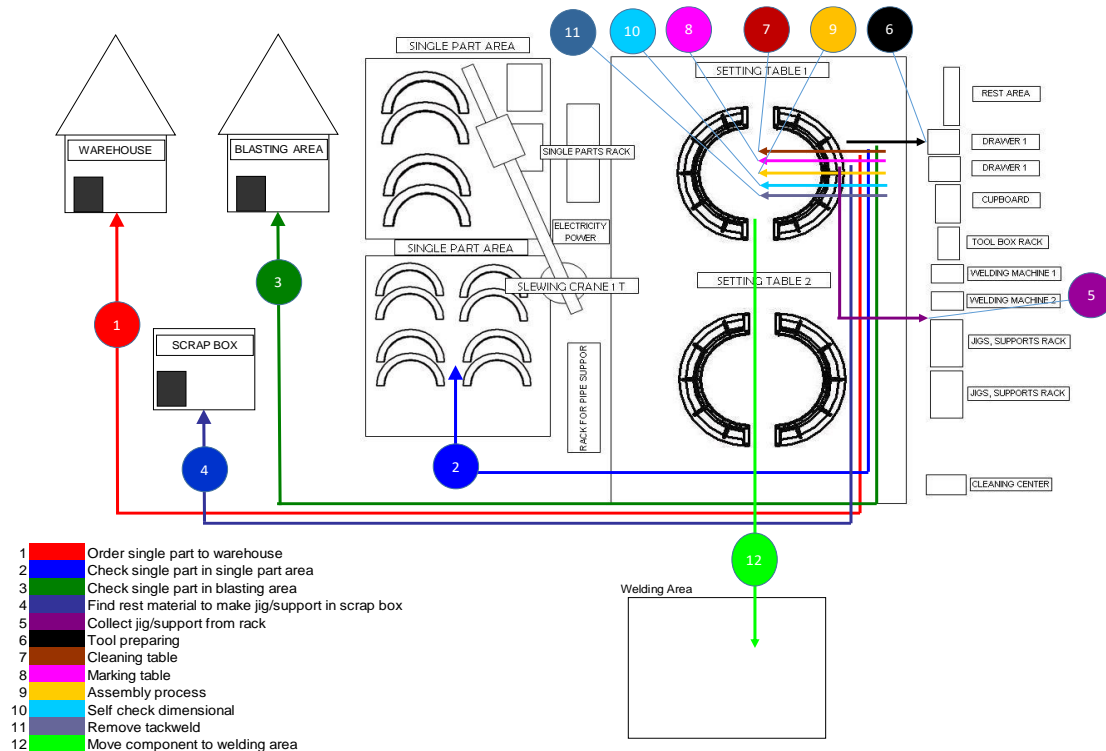 11
10
8
7
9
6
SINGLE PART AREA
SETTING TABLE 1
REST AREA
WAREHOUSE
BLASTING AREA
SINGLE PARTS RACK
DRAWER 1
DRAWER 1
CUPBOARD
ELECTRICITY
POWER
SINGLE PART AREA
TOOL BOX RACK
WELDING MACHINE 1
SLEWING CRANE 1 T
SETTING TABLE 2
WELDING MACHINE 2
3
5
1
SCRAP BOX
JIGS, SUPPORTS RACK
JIGS, SUPPORTS RACK
RACK FOR PIPE SUPPOR
2
4
CLEANING CENTER
12
Welding Area
1 Order single part to warehouse
2 Check single part in single part area
3 Check single part in blasting area
4 Find rest material to make jig/support in scrap box
5 Collect jig/support from rack
6 Tool preparing
7 Cleaning table
8 Marking table
9 Assembly process
10 Self check dimensional
11 Remove tackweld
12 Move component to welding area